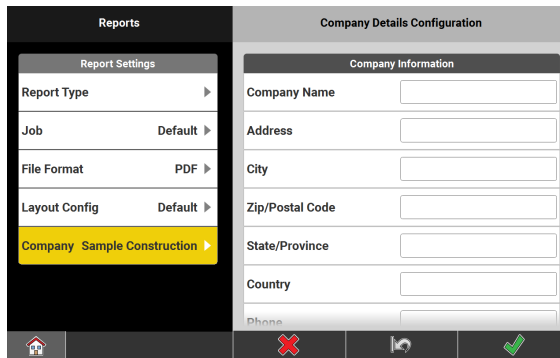 Reports
Report Settings
Report Type
Job Default
File Format PDF
Layout Config Default
Company Sample Construction
Company Details Configuration
Company Information
Company Name
Address
City
Zip/Postal Code
State/Province
Country
Phone